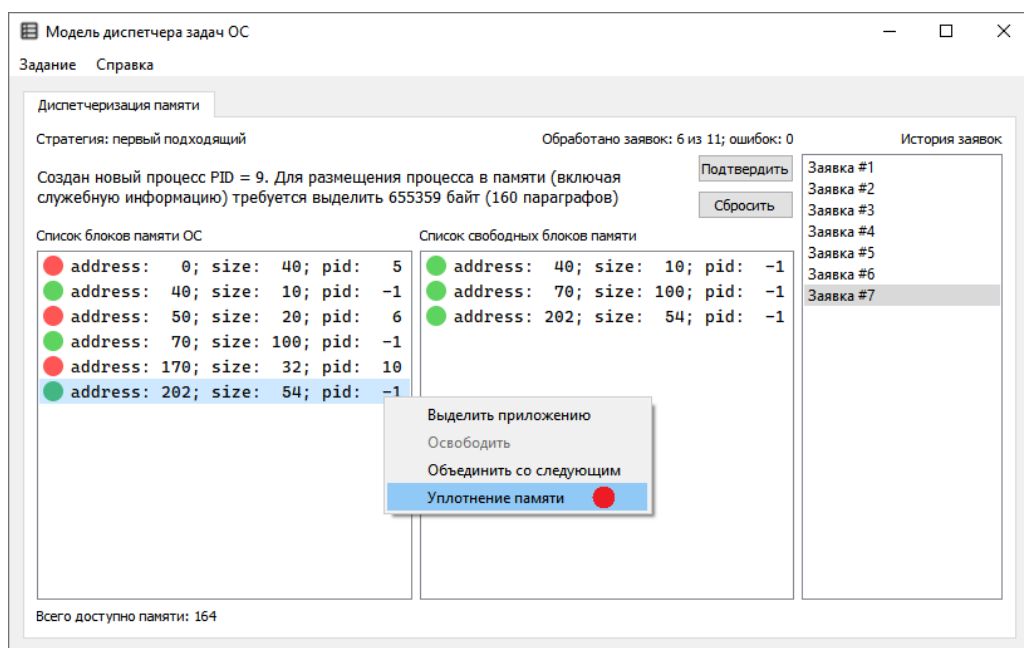 Модель диспетчера задач ОС
Задание Справка
Диспетчеризация памяти
Стратегия: первый подходящий
Обработано заявок: 6 из 11; ошибок: 0
История заявок
Создан новый процесс PID = 9. Для размещения процесса в памяти (включая
служебную информацию) требуется выделить 655359 байт (160 параграфов)
Подтвердить
Сбросить
Список блоков памяти ОС
address: 0; size: 40; pid: 5
address: 40; size: 10; pid: -1
address: 50; size: 20; pid: 6
address: 70; size: 100; pid: -1
address: 170; size: 32; pid: 10
address: 202; size: 54; pid: -1
Список свободных блоков памяти
address: 40; size: 10; pid: -1
address: 70; size: 100; pid: -1
address: 202; size: 54; pid: -1
Заявка #1
Заявка #2
Заявка #3
Заявка #4
Заявка #5
Заявка #6
Заявка #7
Выделить приложению
Освободить
Объединить со следующим
Уплотнение памяти
Всего доступно памяти: 164